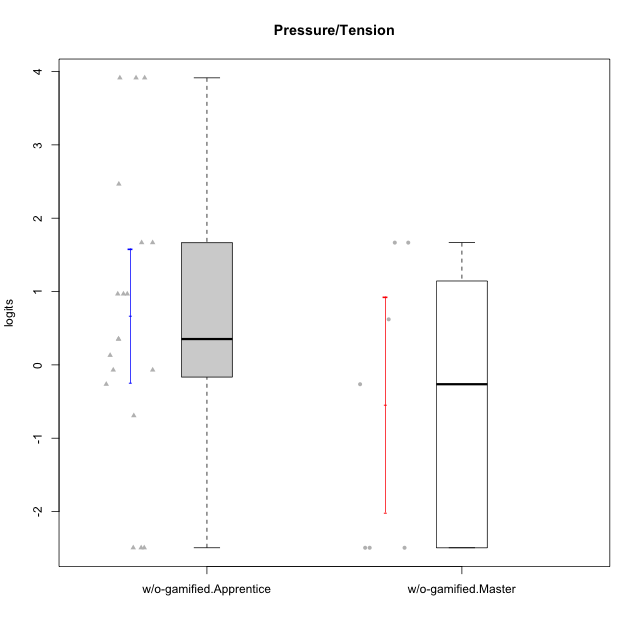 Pressure/Tension
4
3
2
1
0
-1
-2
logits
w/o-gamified.Apprentice
w/o-gamified.Master